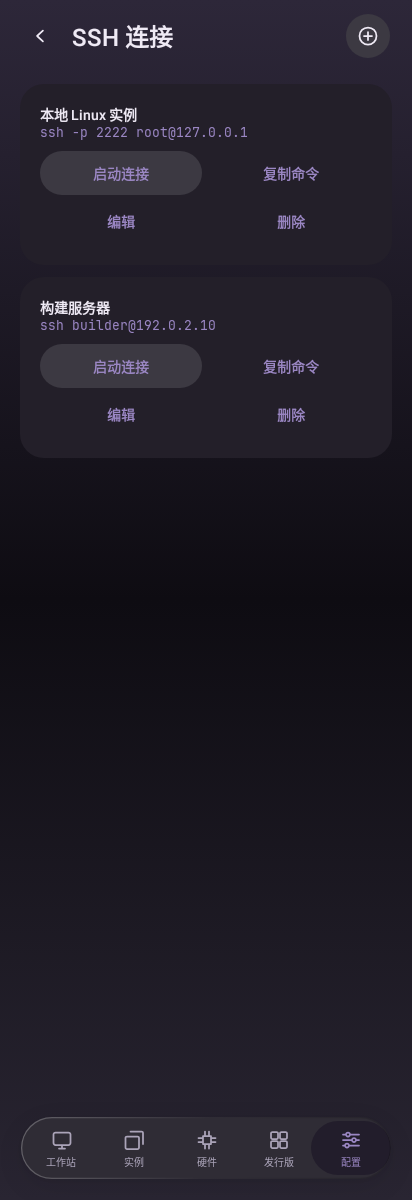 SSH 连接
本地 Linux 实例
ssh -p 2222 root@127.0.0.1
启动连接
复制命令
编辑
删除
构建服务器
ssh builder@192.0.2.10
启动连接
复制命令
编辑
删除
工作站
实例
硬件
发行版
配置